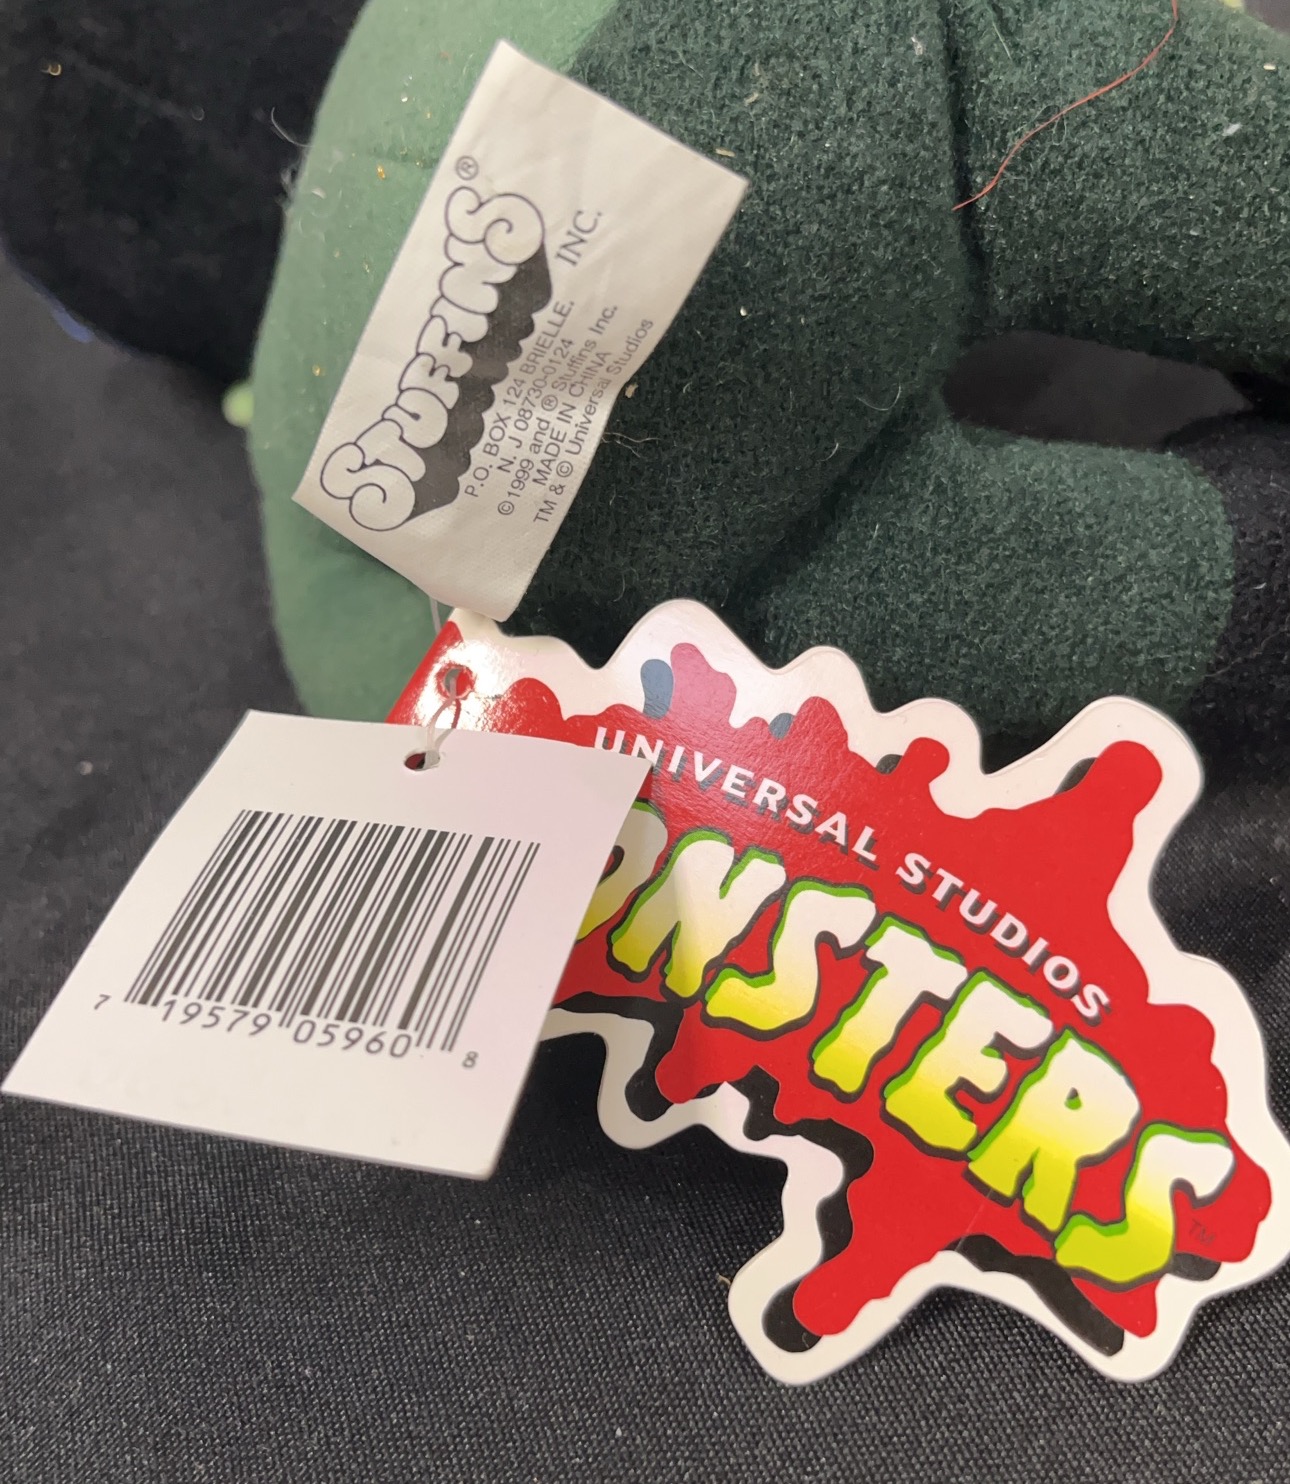 STUFFINS®
INC.
P.O. BOX 124 BRIELLE,
N. J 08730-0124
©1999 and ® Stuffins Inc.
MADE IN CHINA
TM & © Universal Studios
UNIVERSAL STUDIOS
ONSTERS
TM
7 19579 05960 8